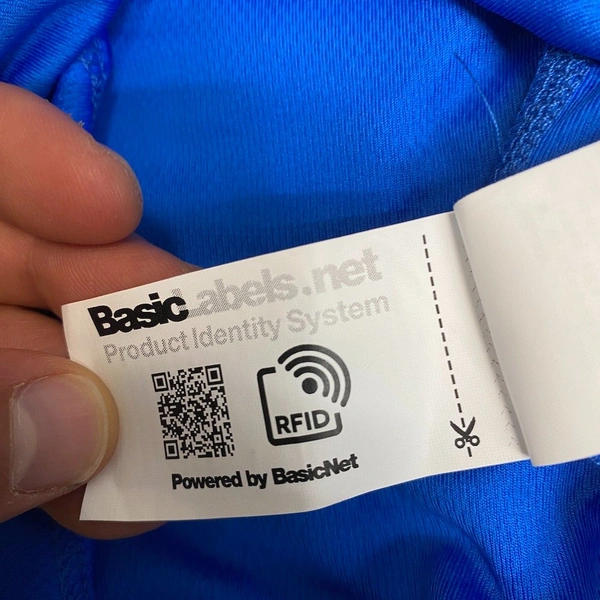 BasicLabels.net
Product Identity System
RFID
Powered by BasicNet